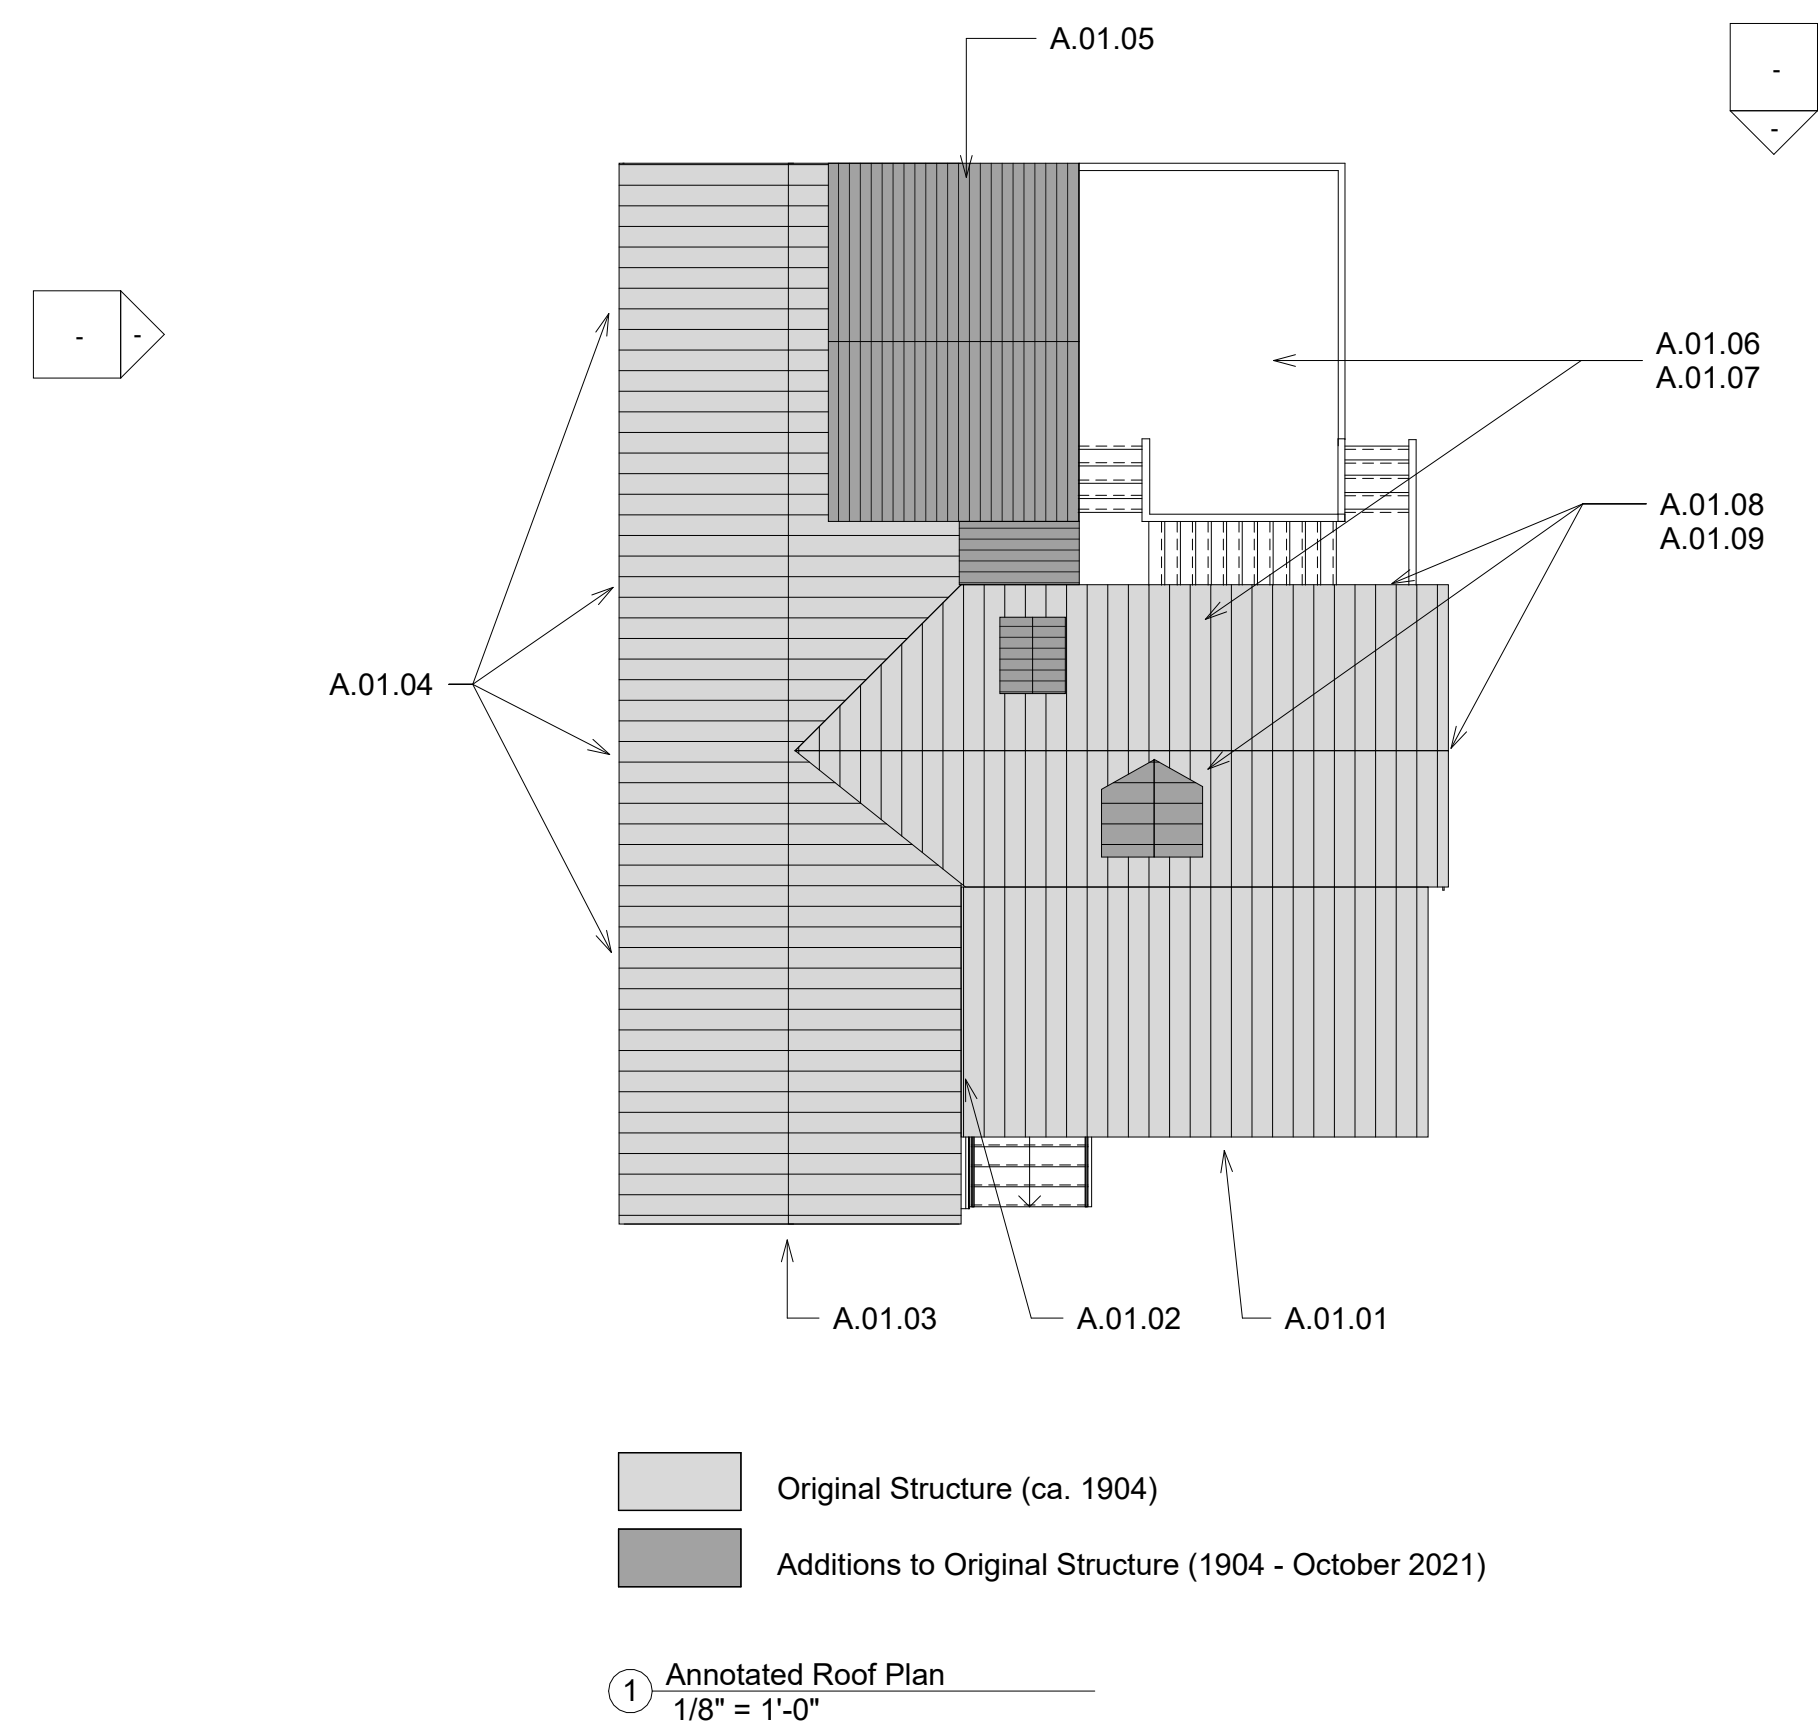 A.01.05
-
-
-
-
A.01.06
A.01.07
A.01.08
A.01.09
A.01.04
A.01.03
A.01.02
A.01.01
Original Structure (ca. 1904)
Additions to Original Structure (1904 - October 2021)
1 Annotated Roof Plan
1/8" = 1'-0"